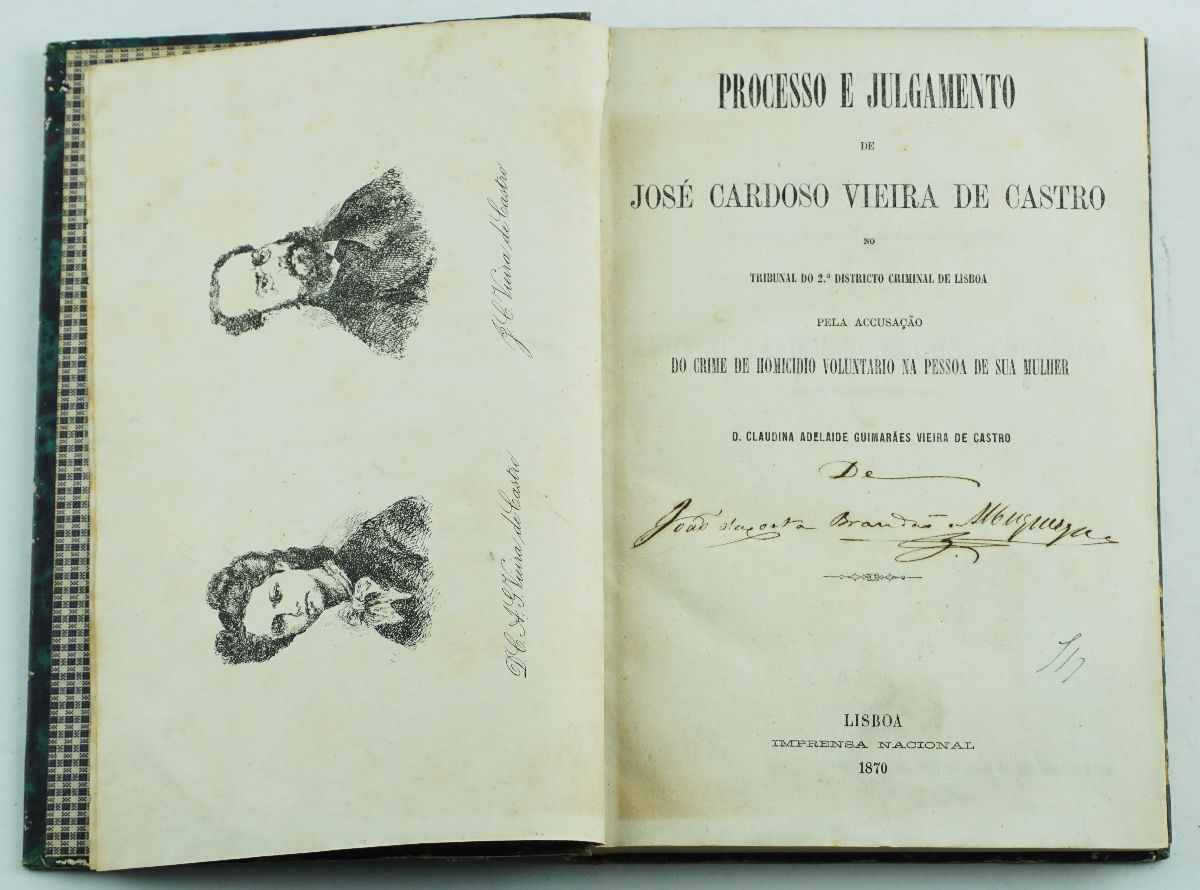 J. C. Vieira de Castro
D. C. A. G. Vieira de Castro
PROCESSO E JULGAMENTO
DE
JOSÉ CARDOSO VIEIRA DE CASTRO
NO
TRIBUNAL DO 2.º DISTRICTO CRIMINAL DE LISBOA
PELA ACCUSAÇÃO
DO CRIME DE HOMICIDIO VOLUNTARIO NA PESSOA DE SUA MULHER
D. CLAUDINA ADELAIDE GUIMARÃES VIEIRA DE CASTRO
De
João da Costa Brandão Albuquerque
LISBOA
IMPRENSA NACIONAL
1870